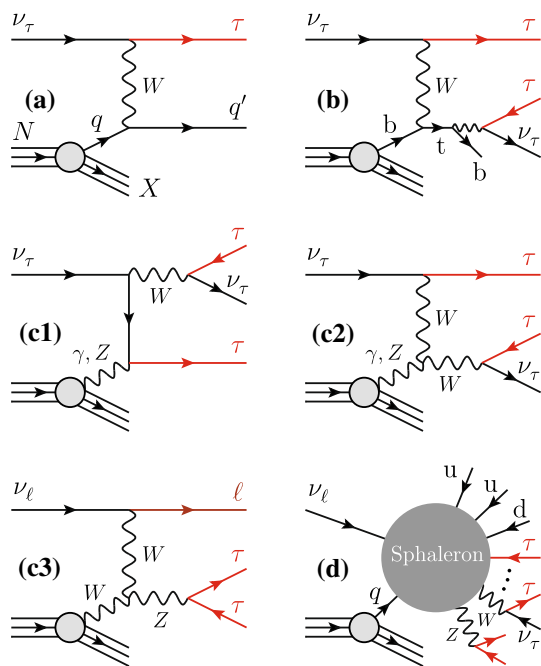 ν_τ τ ν_τ τ
W W τ
(a) q q′ (b) b t ν_τ
N X b
ν_τ W τ ν_τ ν_τ τ
(c1) γ, Z τ (c2) γ, Z W W τ ν_τ
ν_ℓ ℓ ν_ℓ u u d
(c3) W W Z τ τ (d) Sphaleron τ
q Z W τ ν_τ